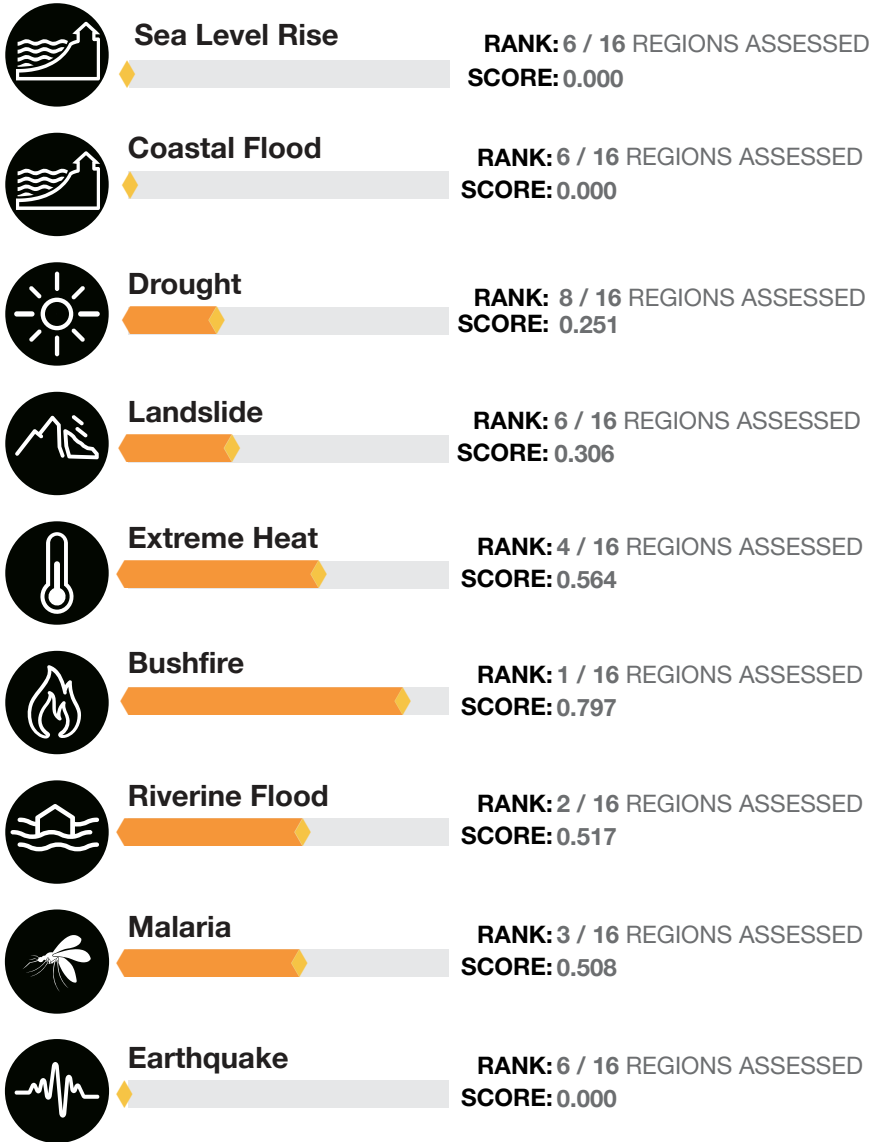 Sea Level Rise
RANK: 6 / 16 REGIONS ASSESSED
SCORE: 0.000
Coastal Flood
RANK: 6 / 16 REGIONS ASSESSED
SCORE: 0.000
Drought
RANK: 8 / 16 REGIONS ASSESSED
SCORE: 0.251
Landslide
RANK: 6 / 16 REGIONS ASSESSED
SCORE: 0.306
Extreme Heat
RANK: 4 / 16 REGIONS ASSESSED
SCORE: 0.564
Bushfire
RANK: 1 / 16 REGIONS ASSESSED
SCORE: 0.797
Riverine Flood
RANK: 2 / 16 REGIONS ASSESSED
SCORE: 0.517
Malaria
RANK: 3 / 16 REGIONS ASSESSED
SCORE: 0.508
Earthquake
RANK: 6 / 16 REGIONS ASSESSED
SCORE: 0.000